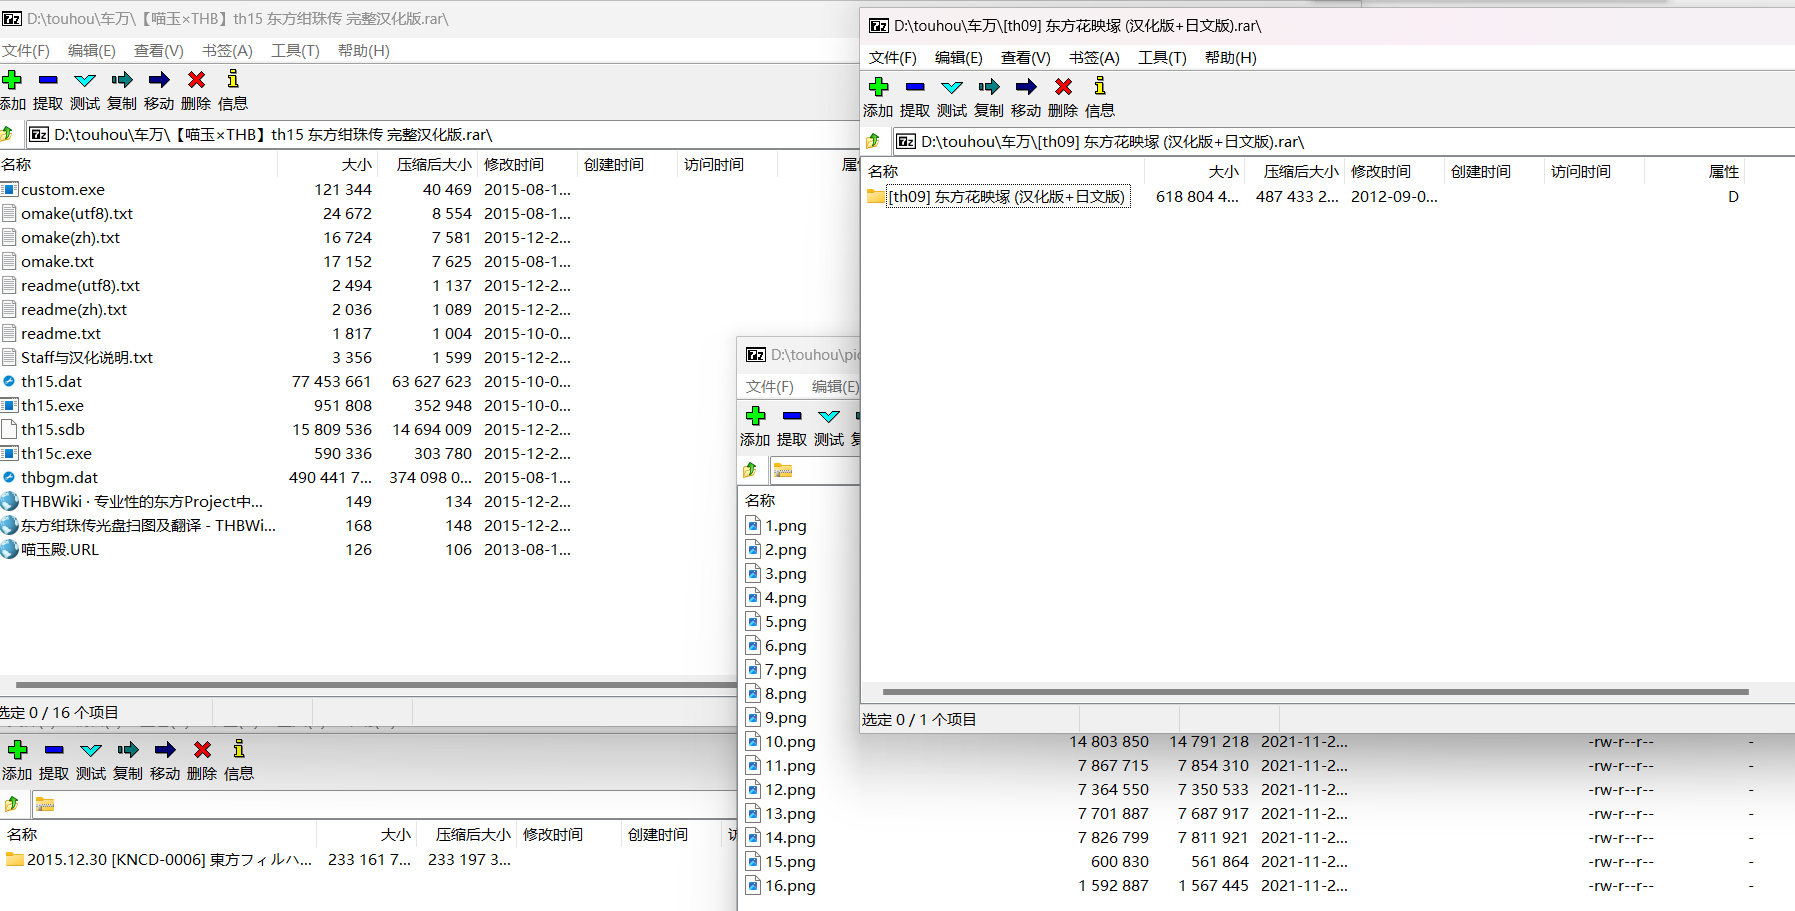 D:\touhou\车万\【喵玉×THB】th15 东方绀珠传 完整汉化版.rar\
文件(F) 编辑(E) 查看(V) 书签(A) 工具(T) 帮助(H)
添加 提取 测试 复制 移动 删除 信息
D:\touhou\车万\【喵玉×THB】th15 东方绀珠传 完整汉化版.rar\
名称 大小 压缩后大小 修改时间 创建时间 访问时间
custom.exe 121 344 40 469 2015-08-1...
omake(utf8).txt 24 672 8 554 2015-08-1...
omake(zh).txt 16 724 7 581 2015-12-2...
omake.txt 17 152 7 625 2015-08-1...
readme(utf8).txt 2 494 1 137 2015-12-2...
readme(zh).txt 2 036 1 089 2015-12-2...
readme.txt 1 817 1 004 2015-10-0...
Staff与汉化说明.txt 3 356 1 599 2015-12-2...
th15.dat 77 453 661 63 627 623 2015-10-0...
th15.exe 951 808 352 948 2015-10-0...
th15.sdb 15 809 536 14 694 009 2015-12-2...
th15c.exe 590 336 303 780 2015-12-2...
thbgm.dat 490 441 7... 374 098 0... 2015-08-1...
THBWiki · 专业性的东方Project中... 149 134 2015-12-2...
东方绀珠传光盘扫图及翻译 - THBWi... 168 148 2015-12-2...
喵玉殿.URL 126 106 2013-08-1...
选定 0 / 16 个项目
D:\touhou\车万\[th09] 东方花映塚 (汉化版+日文版).rar\
文件(F) 编辑(E) 查看(V) 书签(A) 工具(T) 帮助(H)
添加 提取 测试 复制 移动 删除 信息
D:\touhou\车万\[th09] 东方花映塚 (汉化版+日文版).rar\
名称 大小 压缩后大小 修改时间 创建时间 访问时间 属性
[th09] 东方花映塚 (汉化版+日文版) 618 804 4... 487 433 2... 2012-09-0... D
选定 0 / 1 个项目
D:\touhou\pic
文件(F) 编辑(E)
添加 提取 测试
名称
1.png
2.png
3.png
4.png
5.png
6.png
7.png
8.png
9.png
10.png 14 803 850 14 791 218 2021-11-2... -rw-r--r-- -
11.png 7 867 715 7 854 310 2021-11-2... -rw-r--r-- -
12.png 7 364 550 7 350 533 2021-11-2... -rw-r--r-- -
13.png 7 701 887 7 687 917 2021-11-2... -rw-r--r-- -
14.png 7 826 799 7 811 921 2021-11-2... -rw-r--r-- -
15.png 600 830 561 864 2021-11-2... -rw-r--r-- -
16.png 1 592 887 1 567 445 2021-11-2... -rw-r--r-- -
添加 提取 测试 复制 移动 删除 信息
名称 大小 压缩后大小 修改时间 创建时间
2015.12.30 [KNCD-0006] 東方フィルハ... 233 161 7... 233 197 3...